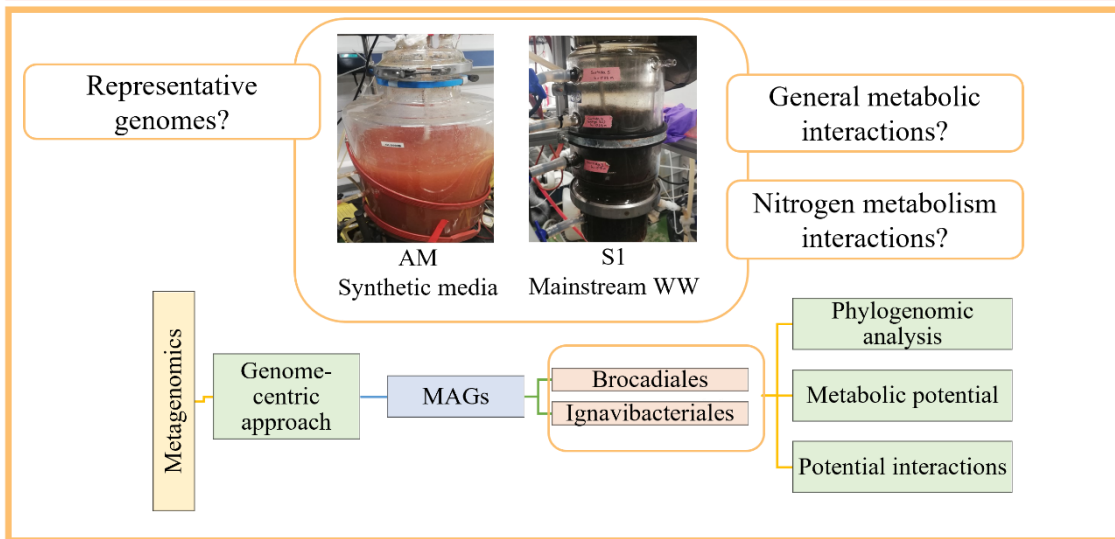 Representative
genomes?
General metabolic
interactions?
Nitrogen metabolism
interactions?
AM
Synthetic media
S1
Mainstream WW
Metagenomics
Genome-
centric
approach
MAGs
Brocadiales
Ignavibacteriales
Phylogenomic
analysis
Metabolic potential
Potential interactions